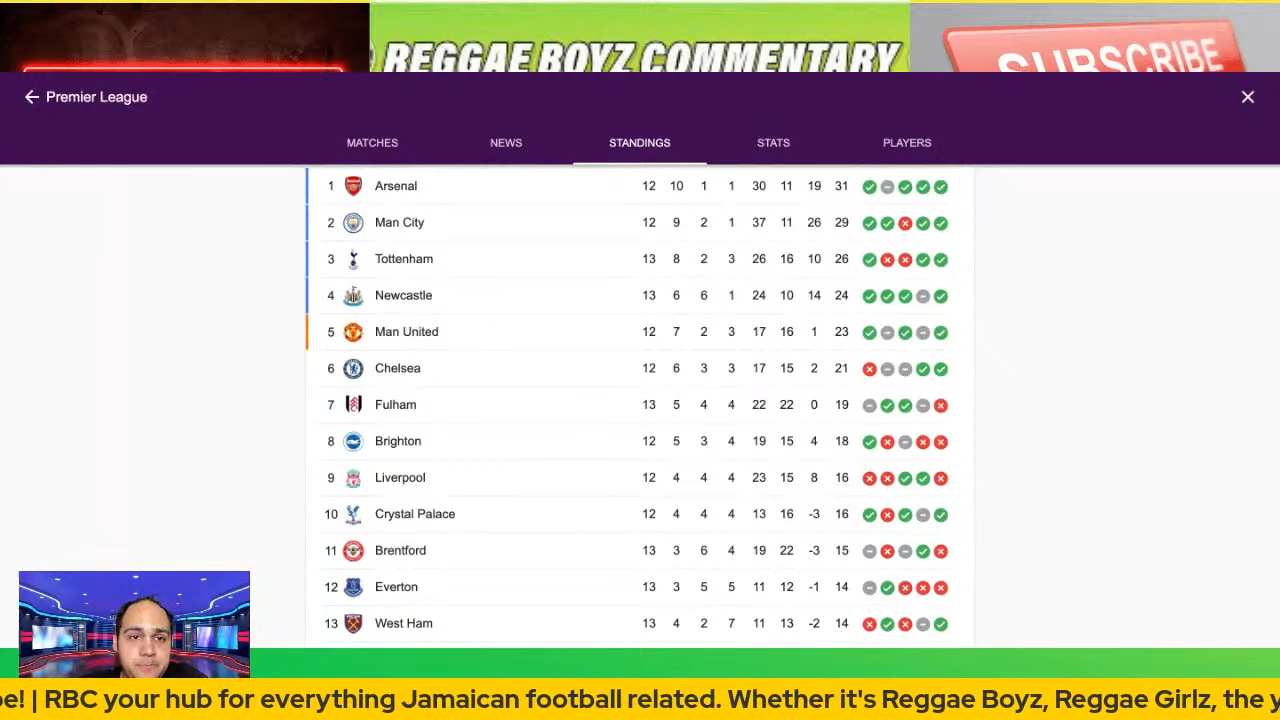 REGGAE BOYZ COMMENTARY
SUBSCRIBE
Premier League
MATCHES NEWS STANDINGS STATS PLAYERS
1 Arsenal 12 10 1 1 30 11 19 31
2 Man City 12 9 2 1 37 11 26 29
3 Tottenham 13 8 2 3 26 16 10 26
4 Newcastle 13 6 6 1 24 10 14 24
5 Man United 12 7 2 3 17 16 1 23
6 Chelsea 12 6 3 3 17 15 2 21
7 Fulham 13 5 4 4 22 22 0 19
8 Brighton 12 5 3 4 19 15 4 18
9 Liverpool 12 4 4 4 23 15 8 16
10 Crystal Palace 12 4 4 4 13 16 -3 16
11 Brentford 13 3 6 4 19 22 -3 15
12 Everton 13 3 5 5 11 12 -1 14
13 West Ham 13 4 2 7 11 13 -2 14
be! | RBC your hub for everything Jamaican football related. Whether it's Reggae Boyz, Reggae Girlz, the y